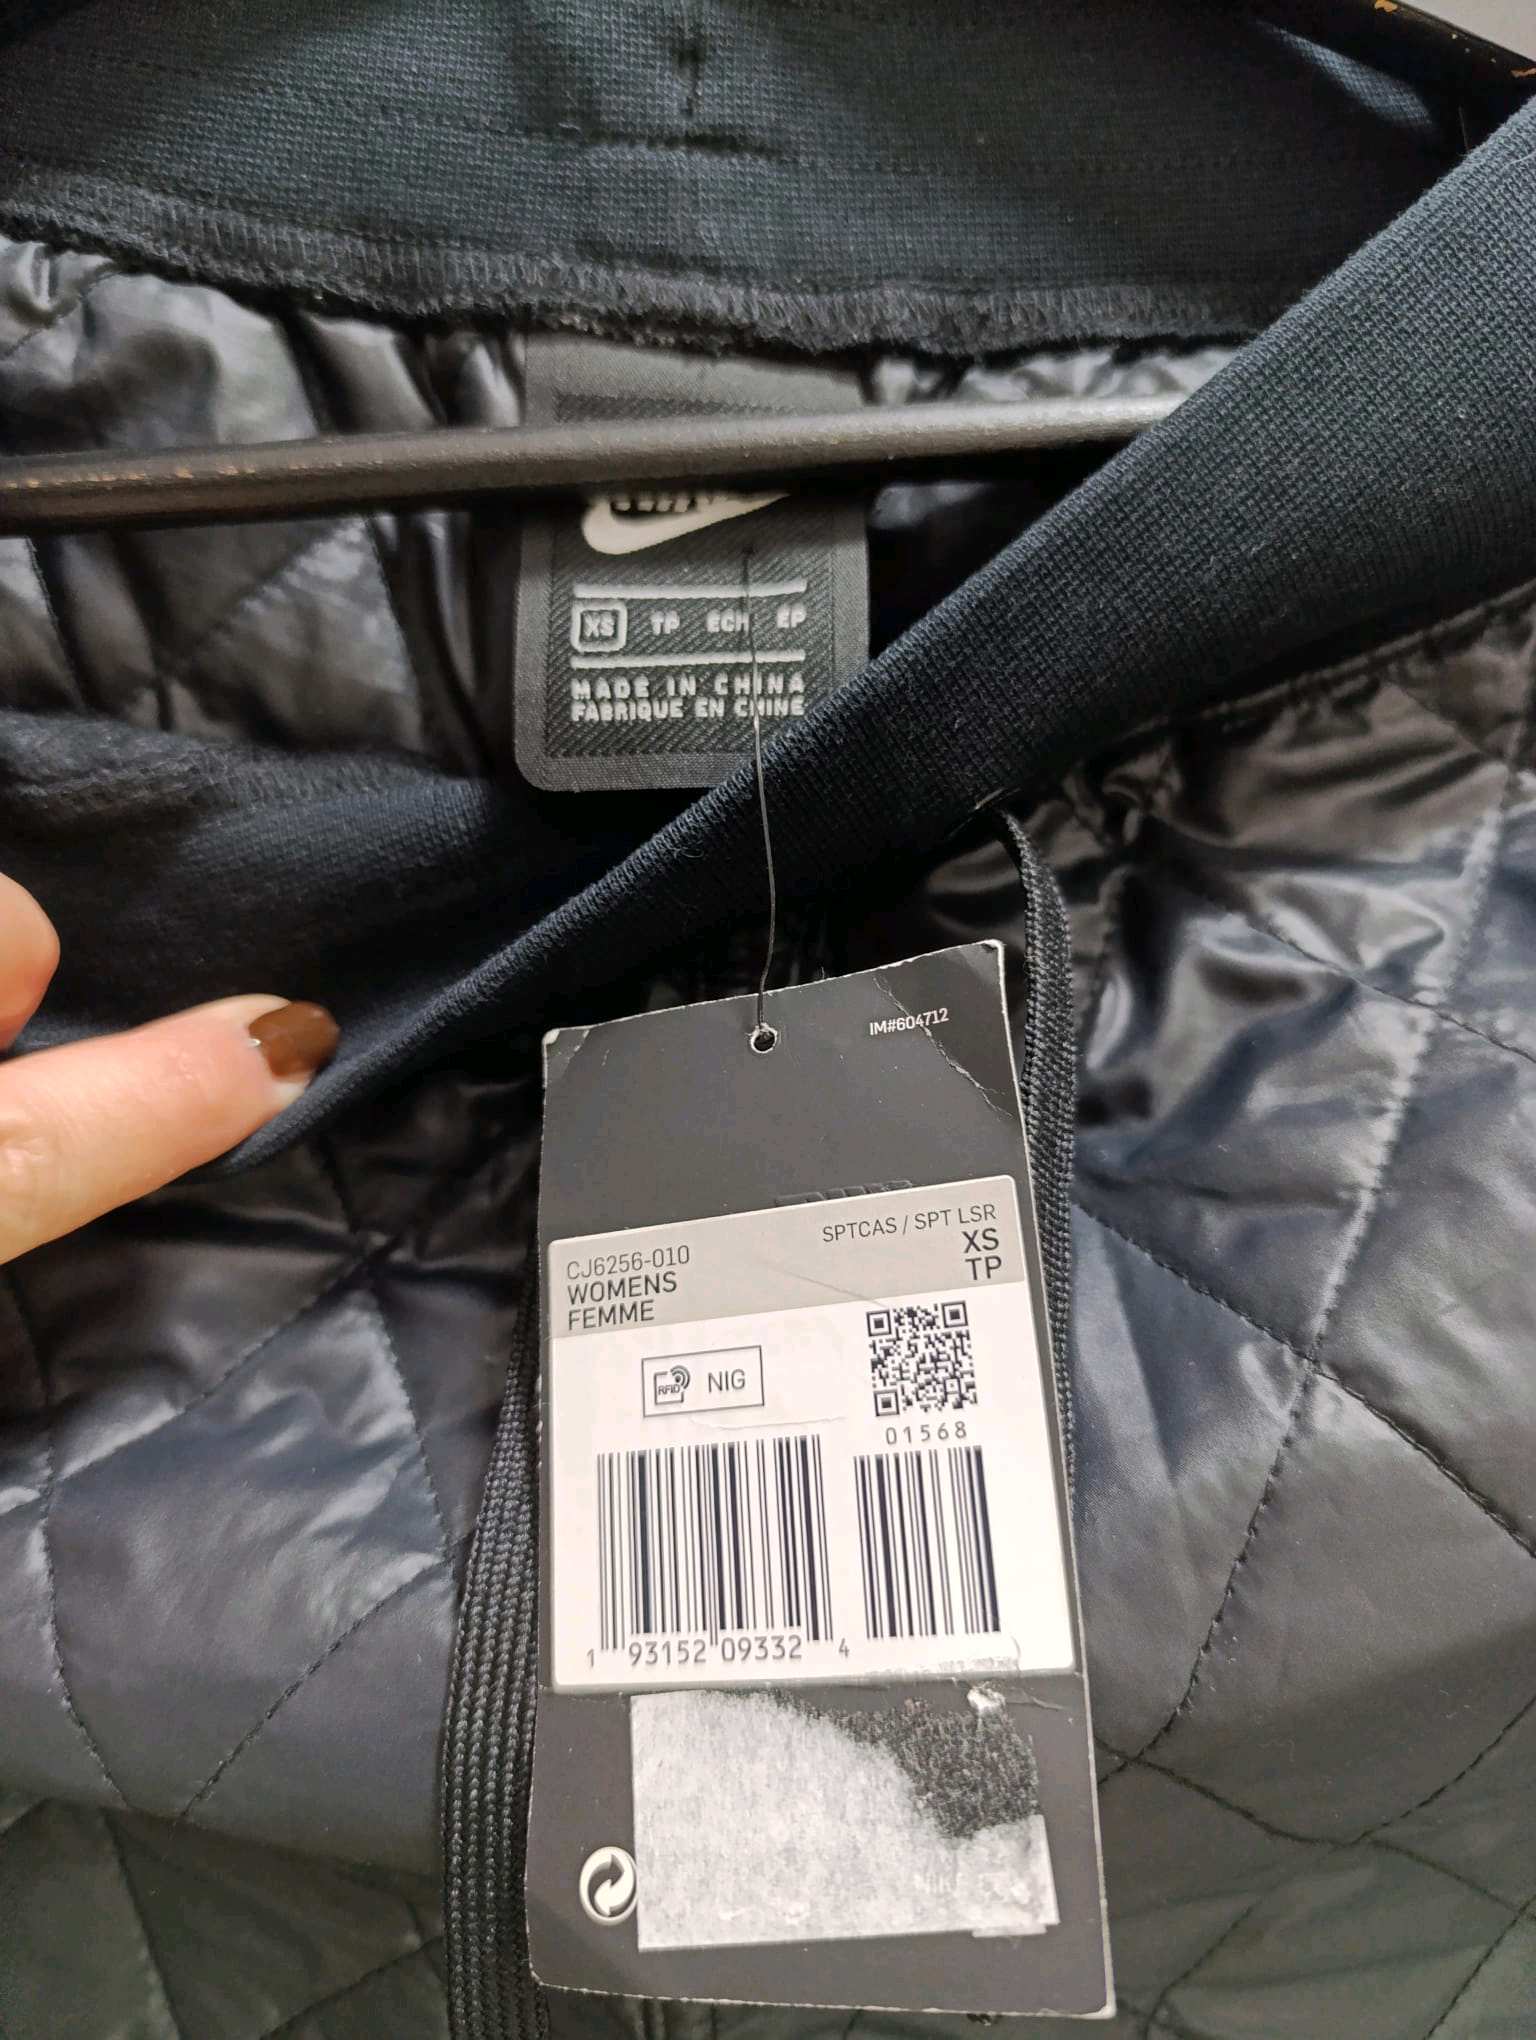 XS TP ECH EP
MADE IN CHINA
FABRIQUE EN CHINE
IM#604712
SPTCAS / SPT LSR
XS
TP
CJ6256-010
WOMENS
FEMME
RFID NIG
01568
1 93152 09332 4